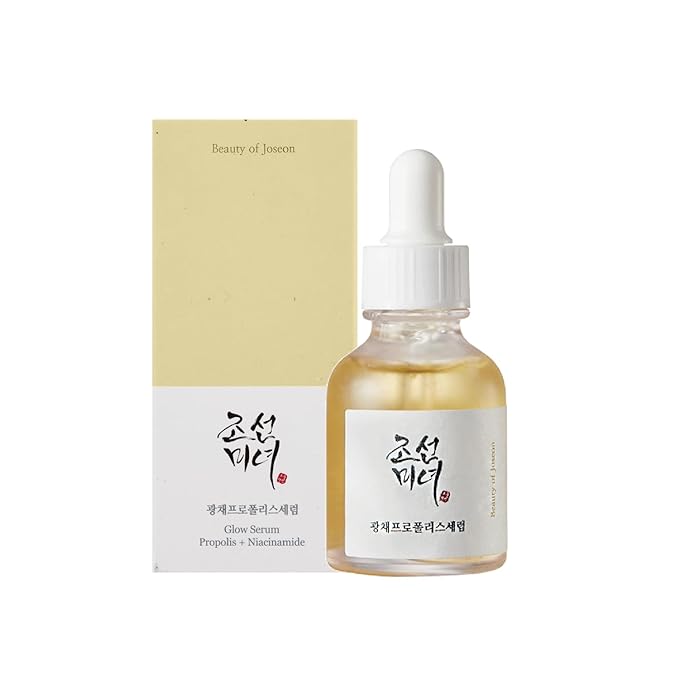 Beauty of Joseon
조선
미녀
광채프로폴리스세럼
Glow Serum
Propolis + Niacinamide
조선
미녀
광채프로폴리스세럼
Beauty of Joseon